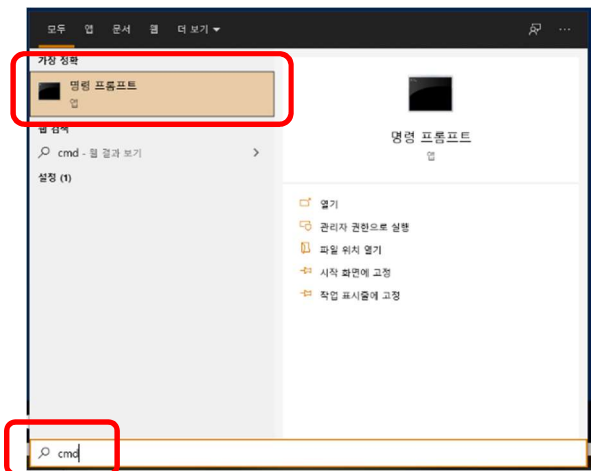 모두 앱 문서 웹 더 보기
가장 정확
명령 프롬프트
앱
웹 검색
cmd - 웹 결과 보기
설정 (1)
명령 프롬프트
앱
열기
관리자 권한으로 실행
파일 위치 열기
시작 화면에 고정
작업 표시줄에 고정
cmd